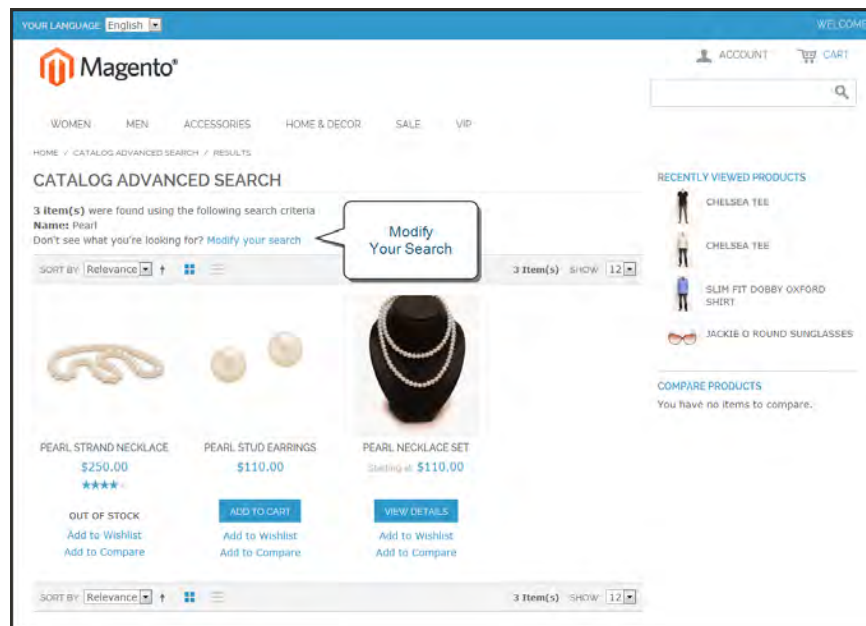 YOUR LANGUAGE: English
WELCOME
Magento®
ACCOUNT CART
WOMEN MEN ACCESSORIES HOME & DECOR SALE VIP
HOME / CATALOG ADVANCED SEARCH / RESULTS
CATALOG ADVANCED SEARCH
3 item(s) were found using the following search criteria
Name: Pearl
Don't see what you're looking for? Modify your search
Modify
Your Search
SORT BY Relevance 3 Item(s) SHOW 12
PEARL STRAND NECKLACE
$250.00
OUT OF STOCK
Add to Wishlist
Add to Compare
PEARL STUD EARRINGS
$110.00
ADD TO CART
Add to Wishlist
Add to Compare
PEARL NECKLACE SET
Starting at: $110.00
VIEW DETAILS
Add to Wishlist
Add to Compare
SORT BY Relevance 3 Item(s) SHOW 12
RECENTLY VIEWED PRODUCTS
CHELSEA TEE
CHELSEA TEE
SLIM FIT DOBBY OXFORD
SHIRT
JACKIE O ROUND SUNGLASSES
COMPARE PRODUCTS
You have no items to compare.